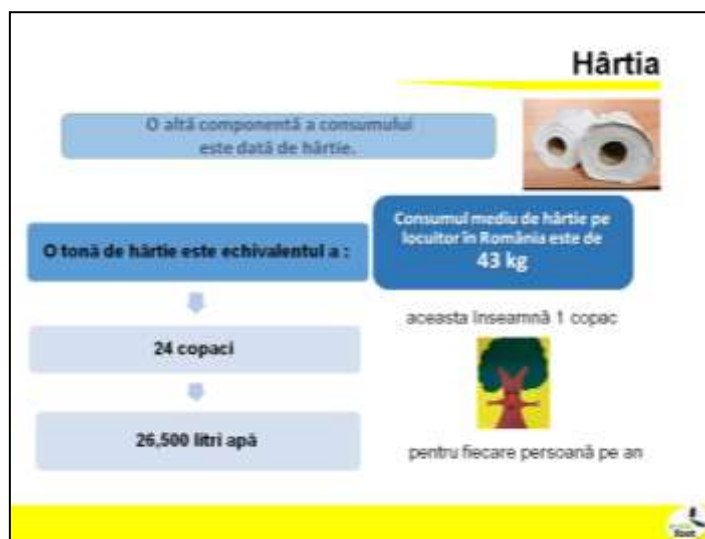 Hârtia
O altă componentă a consumului
este dată de hârtie.
Consumul mediu de hârtie pe
locuitor în România este de
43 kg
O tonă de hârtie este echivalentul a :
aceasta înseamnă 1 copac
24 copaci
26,500 litri apă
pentru fiecare persoană pe an
foot